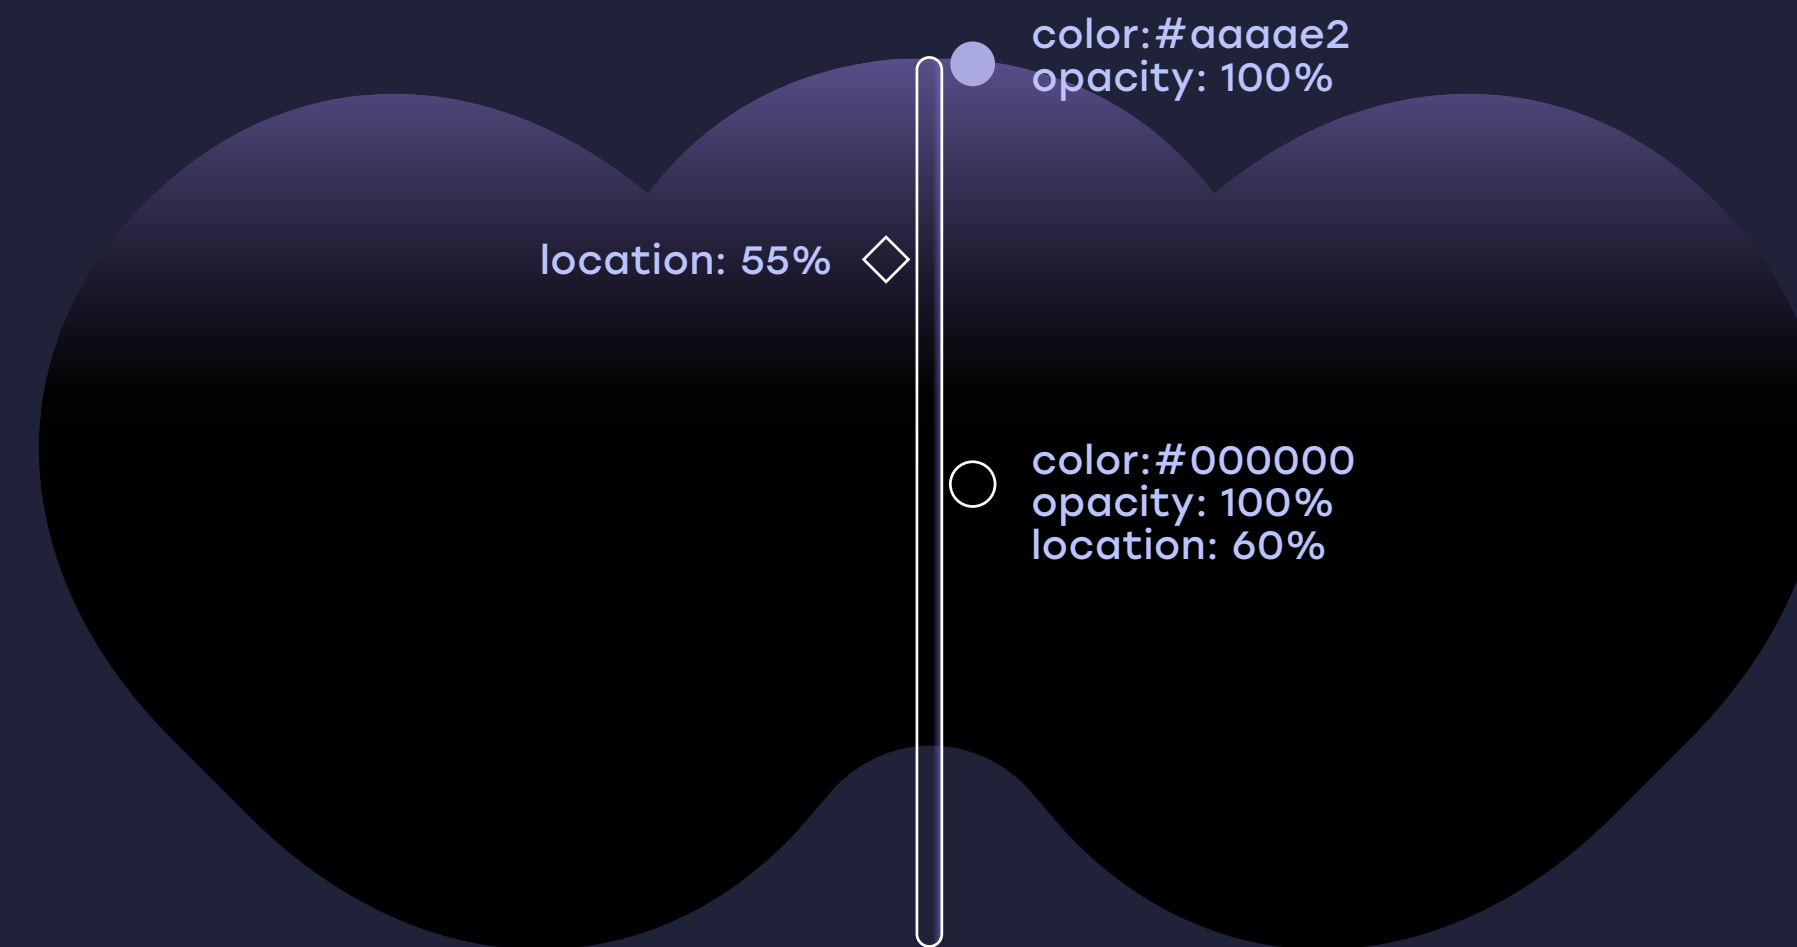 color:#aaaae2
opacity: 100%
location: 55%
color:#000000
opacity: 100%
location: 60%